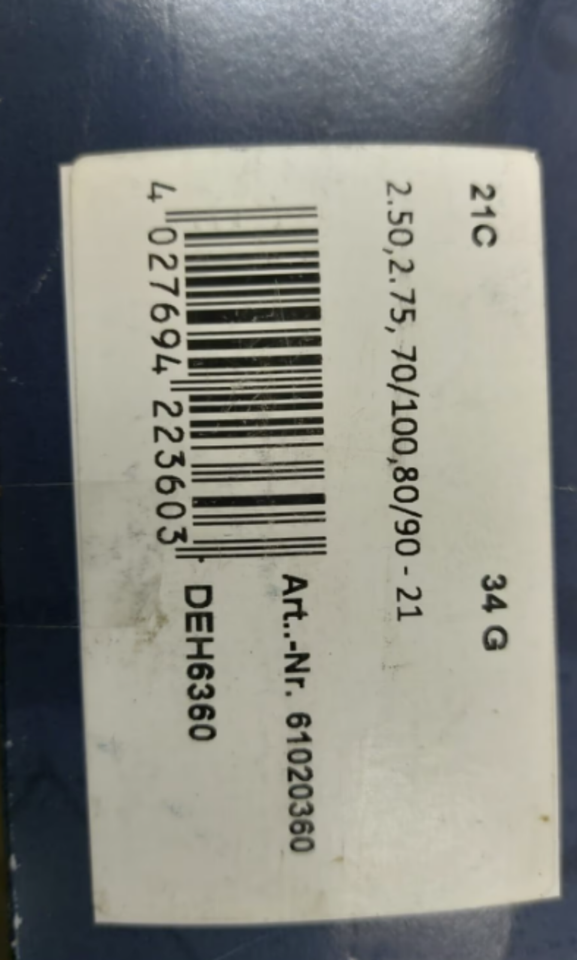 21C 34 G
2.50,2.75, 70/100,80/90 - 21
Art..-Nr. 61020360
4 027694 223603 DEH6360